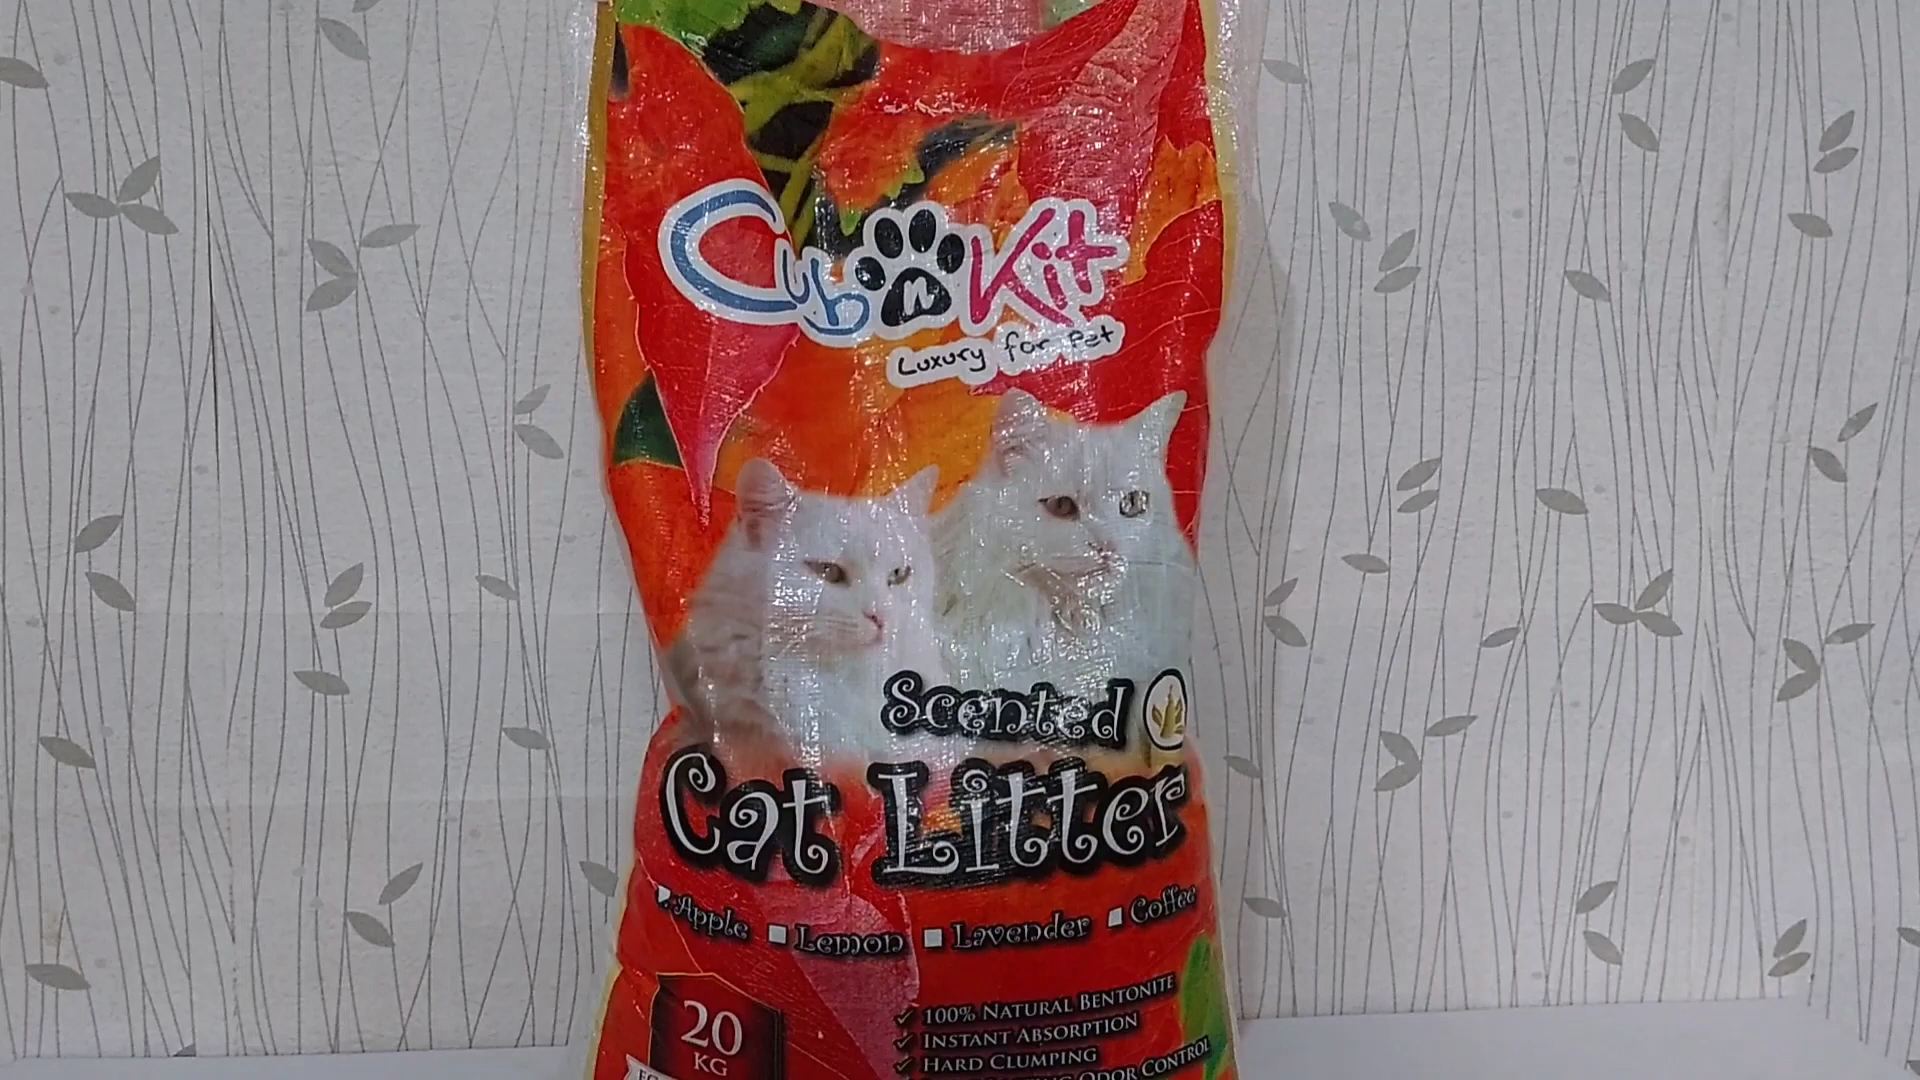 Cub n Kit
Luxury for Pet
Scented
Cat Litter
Apple Lemon Lavender Coffee
20
KG
100% NATURAL BENTONITE
INSTANT ABSORPTION
HARD CLUMPING
ODOR CONTROL